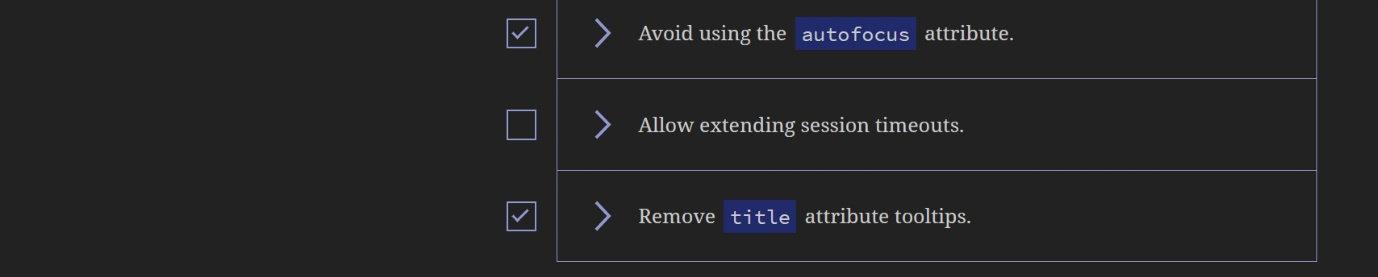 Avoid using the autofocus attribute.
Allow extending session timeouts.
Remove title attribute tooltips.